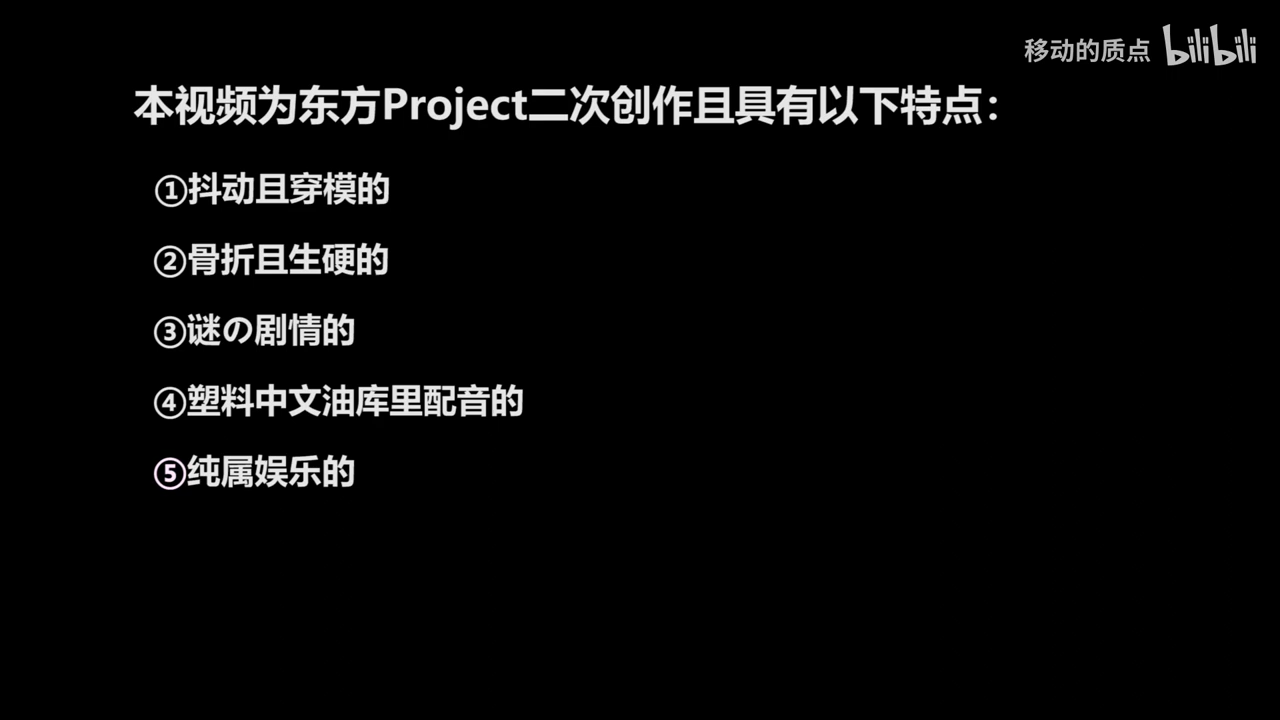 移动的质点 bilibili
本视频为东方Project二次创作且具有以下特点：
①抖动且穿模的
②骨折且生硬的
③谜の剧情的
④塑料中文油库里配音的
⑤纯属娱乐的